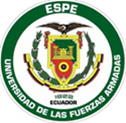 ESPE
UNIVERSIDAD DE LAS FUERZAS ARMADAS
ECUADOR